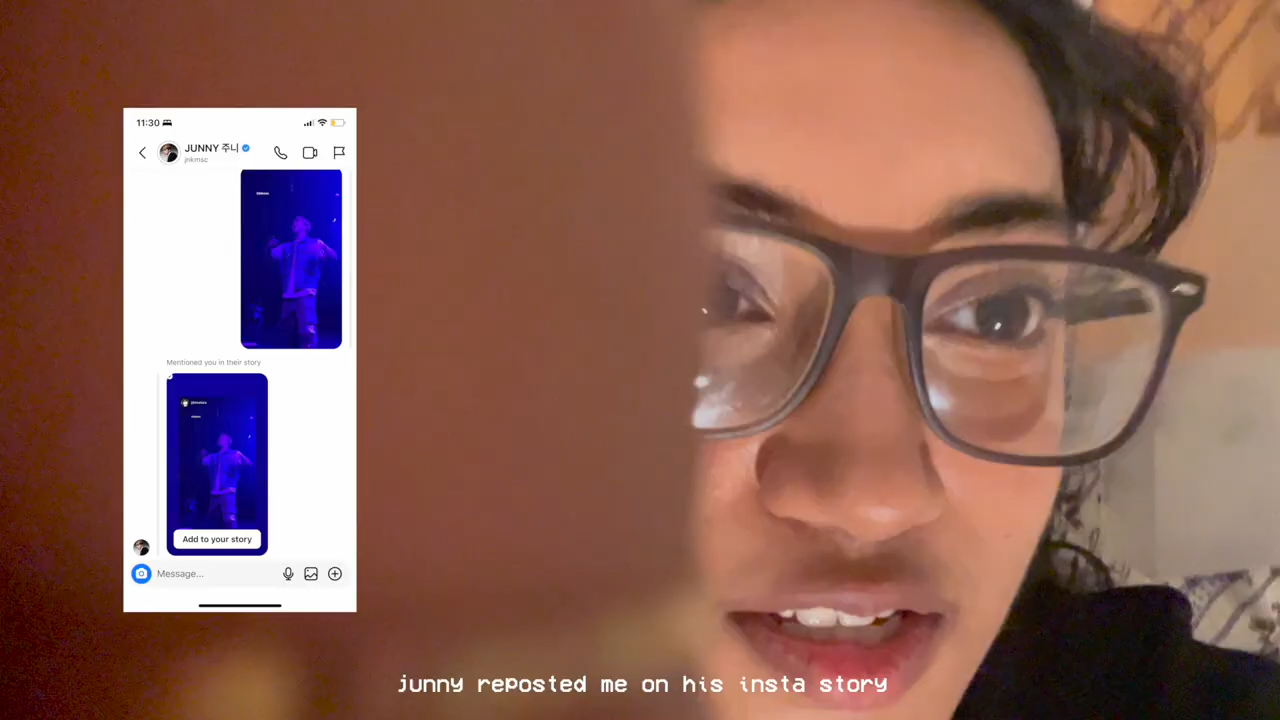 11:30
JUNNY 주니
jnkmsc
Mentioned you in their story
Add to your story
Message...
junny reposted me on his insta story